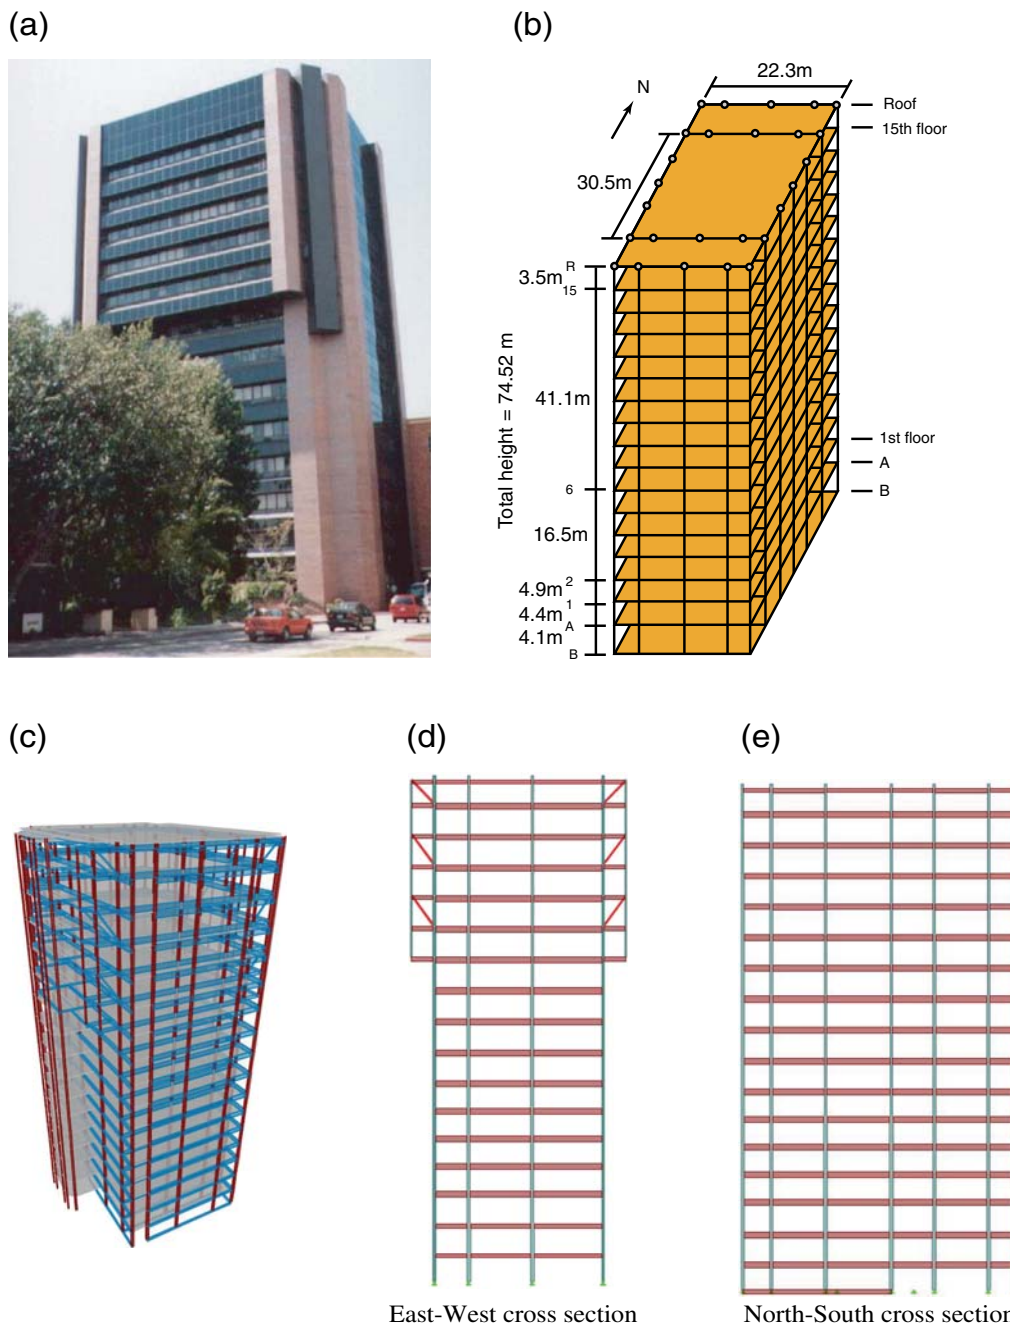 (a)
(b)
22.3m
N
Roof
15th floor
30.5m
R
3.5m
15
Total height = 74.52 m
41.1m
1st floor
A
6
B
16.5m
2
4.9m
1
4.4m
A
4.1m
B
(c)
(d)
(e)
East-West cross section
North-South cross section